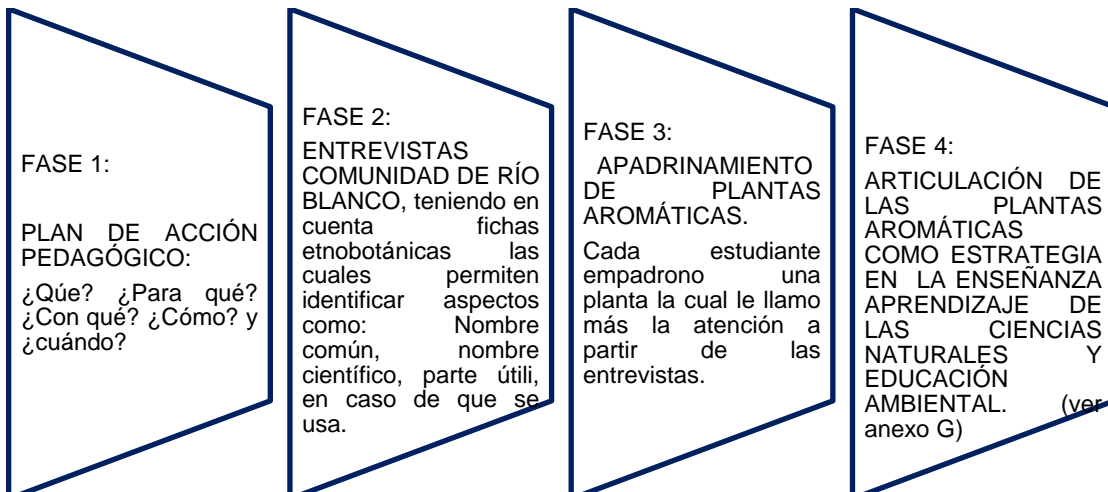 FASE 1:
PLAN DE ACCIÓN
PEDAGÓGICO:
¿Qúe? ¿Para qué?
¿Con qué? ¿Cómo? y
¿cuándo?
FASE 2:
ENTREVISTAS
COMUNIDAD DE RÍO
BLANCO, teniendo en
cuenta fichas
etnobotánicas las
cuales permiten
identificar aspectos
como: Nombre
común, nombre
científico, parte útili,
en caso de que se
usa.
FASE 3:
APADRINAMIENTO
DE PLANTAS
AROMÁTICAS.
Cada estudiante
empadrono una
planta la cual le llamo
más la atención a
partir de las
entrevistas.
FASE 4:
ARTICULACIÓN DE
LAS PLANTAS
AROMÁTICAS
COMO ESTRATEGIA
EN LA ENSEÑANZA
APRENDIZAJE DE
LAS CIENCIAS
NATURALES Y
EDUCACIÓN
AMBIENTAL. (ver
anexo G)